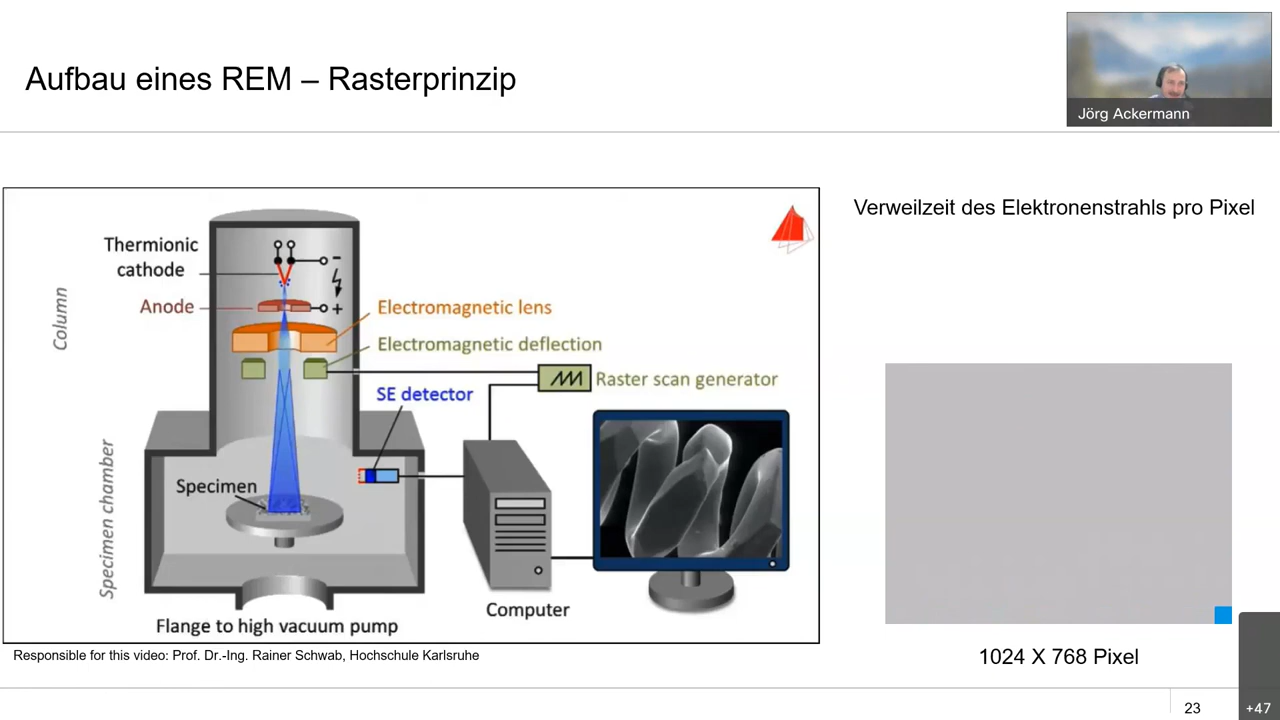 Aufbau eines REM – Rasterprinzip
Jörg Ackermann
Verweilzeit des Elektronenstrahls pro Pixel
Thermionic
cathode
Anode
Column
Electromagnetic lens
Electromagnetic deflection
Raster scan generator
SE detector
Specimen
Specimen chamber
Computer
Flange to high vacuum pump
Responsible for this video: Prof. Dr.-Ing. Rainer Schwab, Hochschule Karlsruhe
1024 X 768 Pixel
23
+47